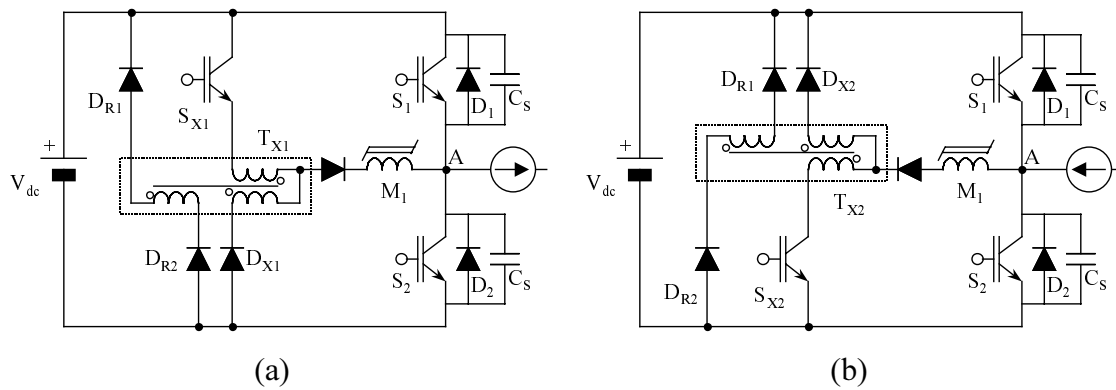 D_R1
S_X1
S_1
D_1
C_S
+
V_dc
T_X1
A
M_1
D_R2
D_X1
S_2
D_2
C_S
(a)
D_R1
D_X2
S_1
D_1
C_S
+
V_dc
A
M_1
T_X2
D_R2
S_X2
S_2
D_2
C_S
(b)